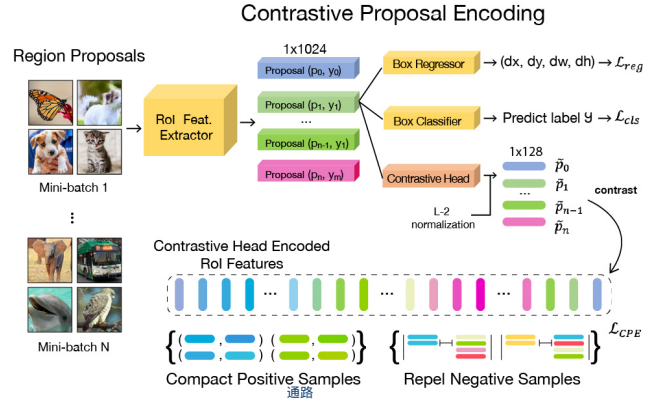 Contrastive Proposal Encoding
Region Proposals
Mini-batch 1
⋮
Mini-batch N
RoI Feat.
Extractor
1x1024
Proposal (p₀, y₀)
Proposal (p₁, y₁)
...
Proposal (pₙ₋₁, y₁)
Proposal (pₙ, yₘ)
Box Regressor
(dx, dy, dw, dh)
ℒ_reg
Box Classifier
Predict label y
ℒ_cls
Contrastive Head
L-2
normalization
1x128
p̃₀
p̃₁
...
p̃ₙ₋₁
p̃ₙ
contrast
Contrastive Head Encoded
RoI Features
... ... ...
ℒ_CPE
{( , ) ( , )
( , ) ( , )}
Compact Positive Samples
通路
{| | | |}
Repel Negative Samples